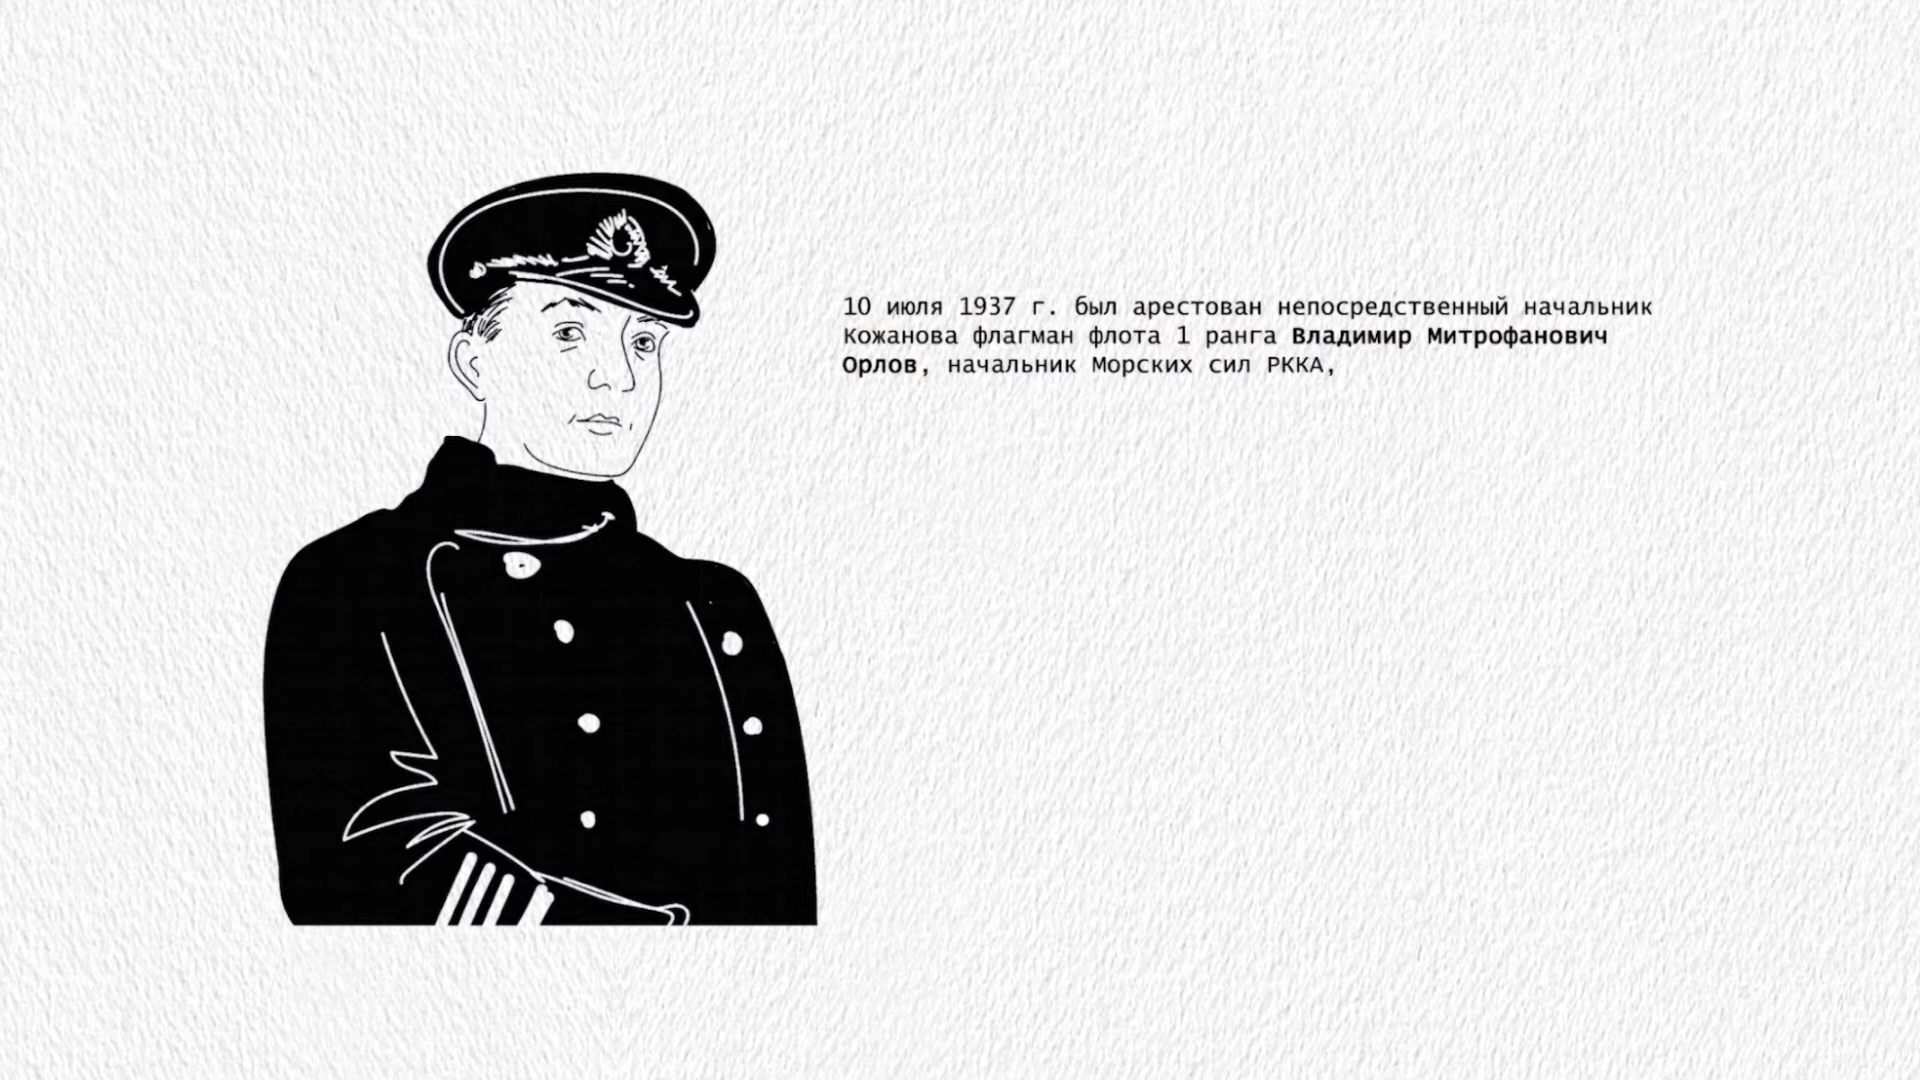 10 июля 1937 г. был арестован непосредственный начальник
Кожанова флагман флота 1 ранга Владимир Митрофанович
Орлов, начальник Морских сил РККА,